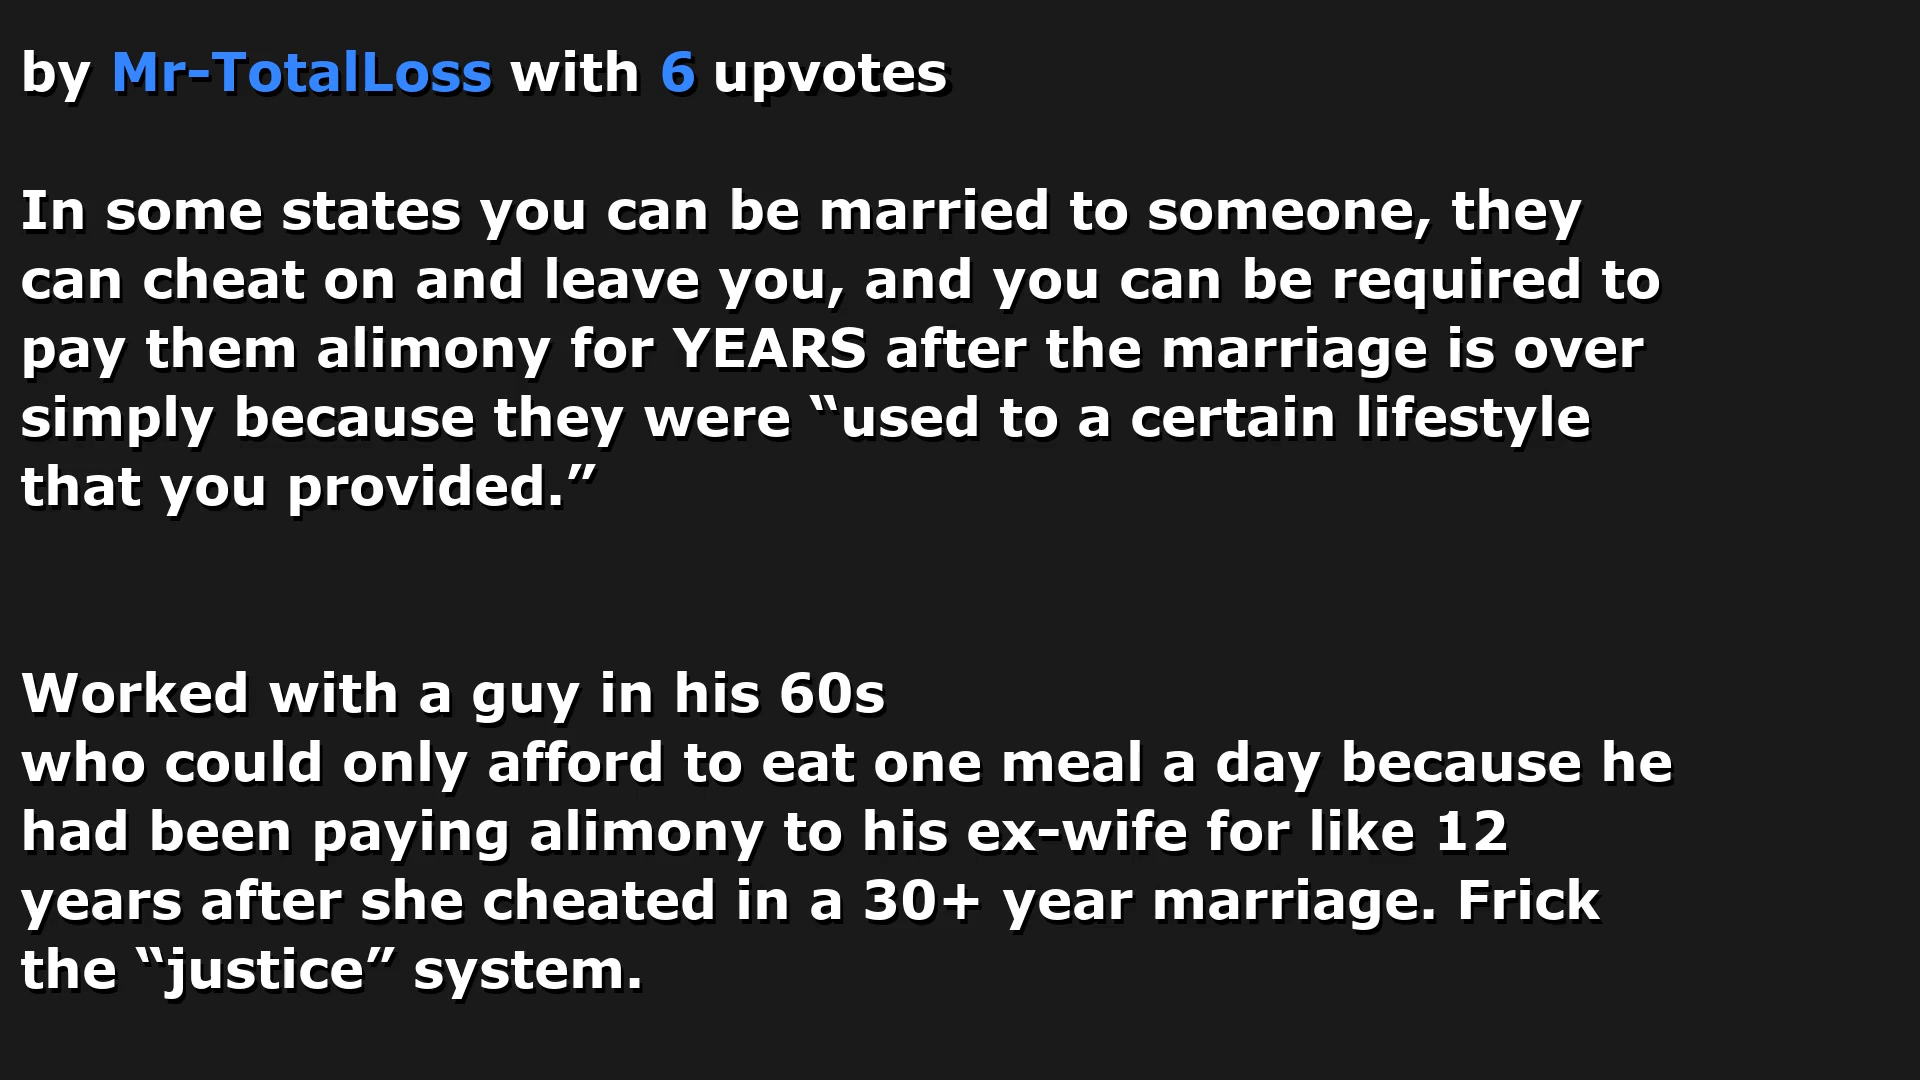 by Mr-TotalLoss with 6 upvotes
In some states you can be married to someone, they
can cheat on and leave you, and you can be required to
pay them alimony for YEARS after the marriage is over
simply because they were “used to a certain lifestyle
that you provided.”
Worked with a guy in his 60s
who could only afford to eat one meal a day because he
had been paying alimony to his ex-wife for like 12
years after she cheated in a 30+ year marriage. Frick
the “justice” system.